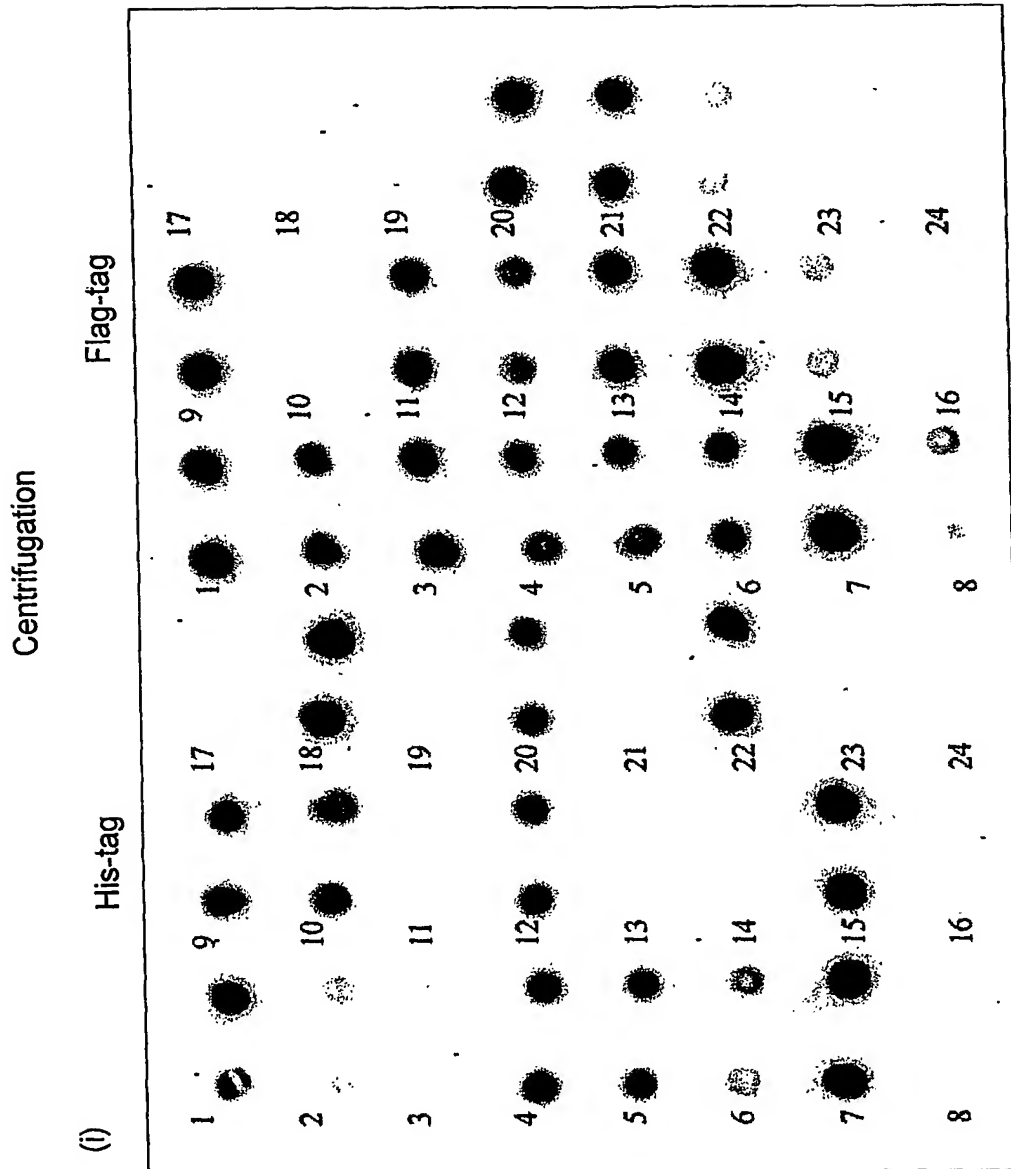 Centrifugation
(i) His-tag Flag-tag
1 9 17 1 9 17
2 10 18 2 10 18
3 11 19 3 11 19
4 12 20 4 12 20
5 13 21 5 13 21
6 14 22 6 14 22
7 15 23 7 15 23
8 16 24 8 16 24